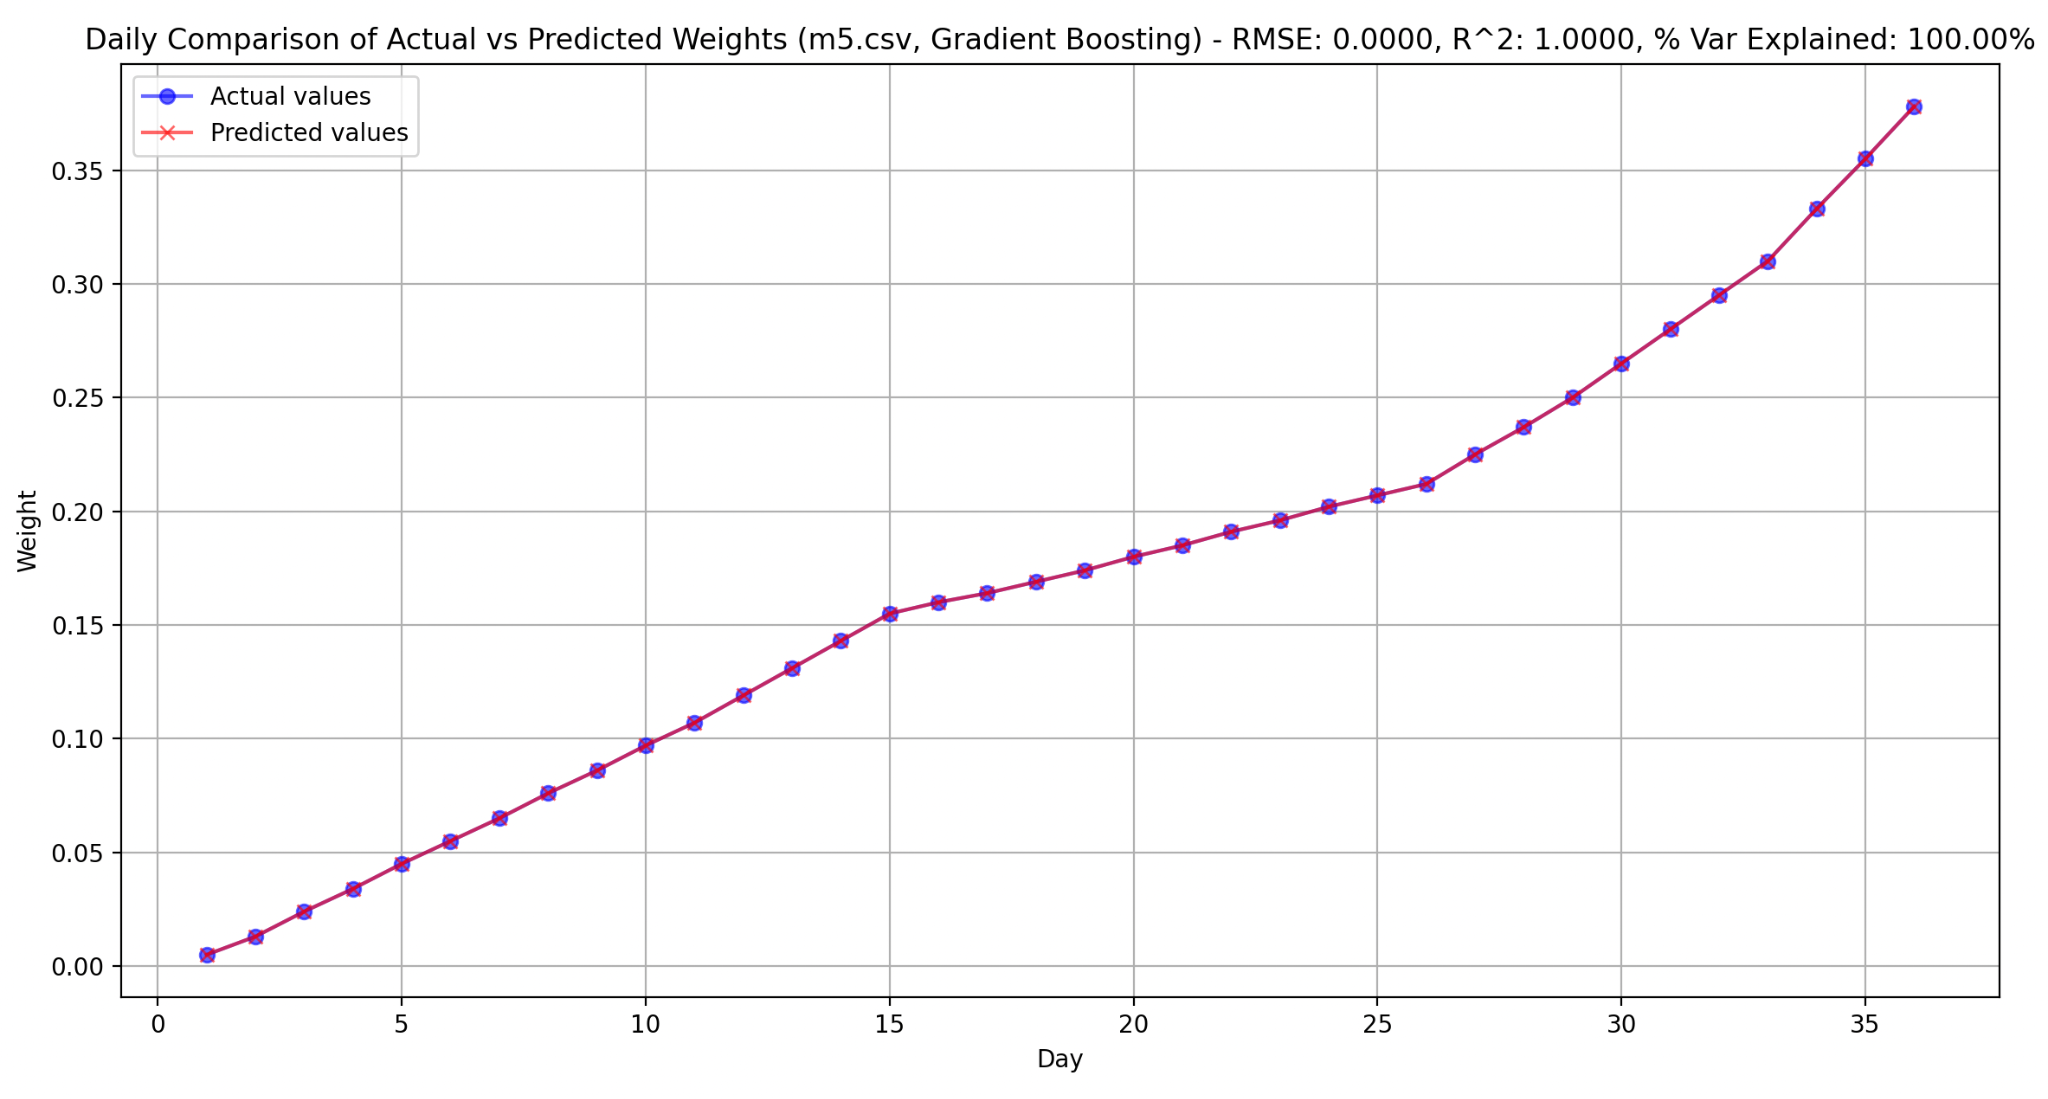 Daily Comparison of Actual vs Predicted Weights (m5.csv, Gradient Boosting) - RMSE: 0.0000, R^2: 1.0000, % Var Explained: 100.00%
Actual values
Predicted values
0.35
0.30
0.25
0.20
0.15
0.10
0.05
0.00
Weight
0 5 10 15 20 25 30 35
Day